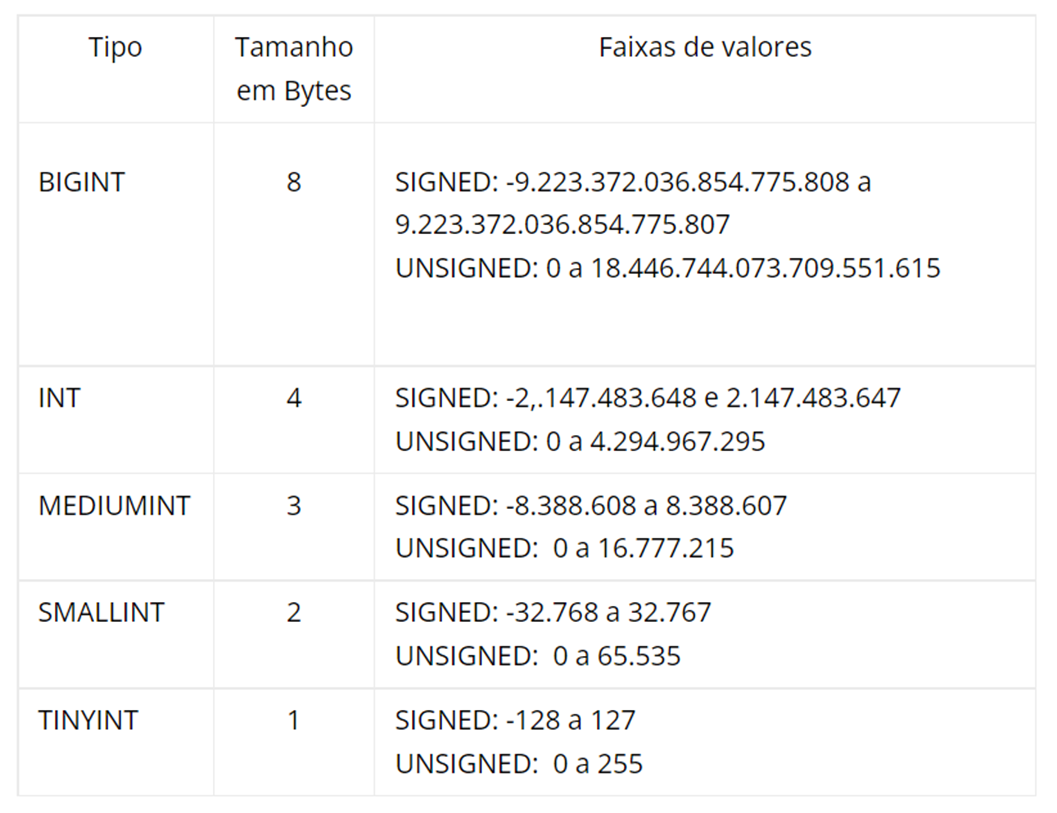 Tipo
Tamanho
em Bytes
Faixas de valores
BIGINT
8
SIGNED: -9.223.372.036.854.775.808 a
9.223.372.036.854.775.807
UNSIGNED: 0 a 18.446.744.073.709.551.615
INT
4
SIGNED: -2,.147.483.648 e 2.147.483.647
UNSIGNED: 0 a 4.294.967.295
MEDIUMINT
3
SIGNED: -8.388.608 a 8.388.607
UNSIGNED:  0 a 16.777.215
SMALLINT
2
SIGNED: -32.768 a 32.767
UNSIGNED:  0 a 65.535
TINYINT
1
SIGNED: -128 a 127
UNSIGNED:  0 a 255